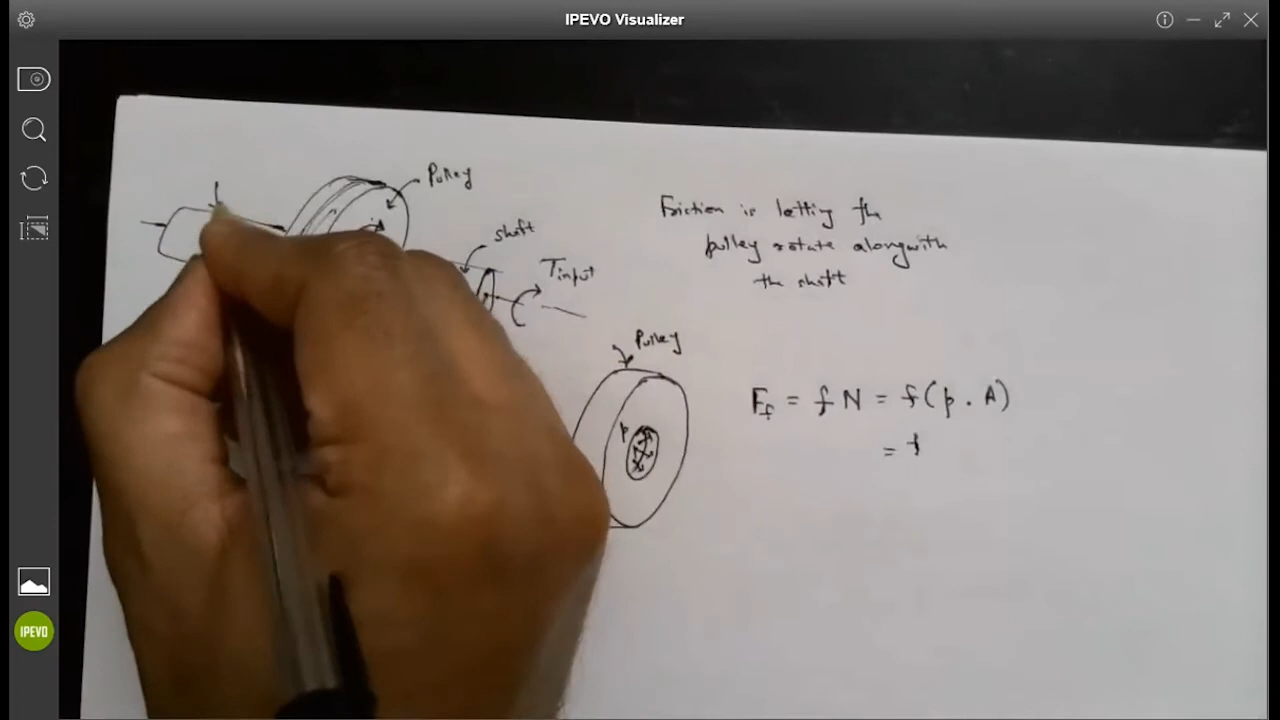 IPEVO Visualizer
Pulley
shaft
Tinput
Friction is letting the
pulley rotate alongwith
the shaft
Pulley
p
Ff = f N = f(p . A)
= f
IPEVO